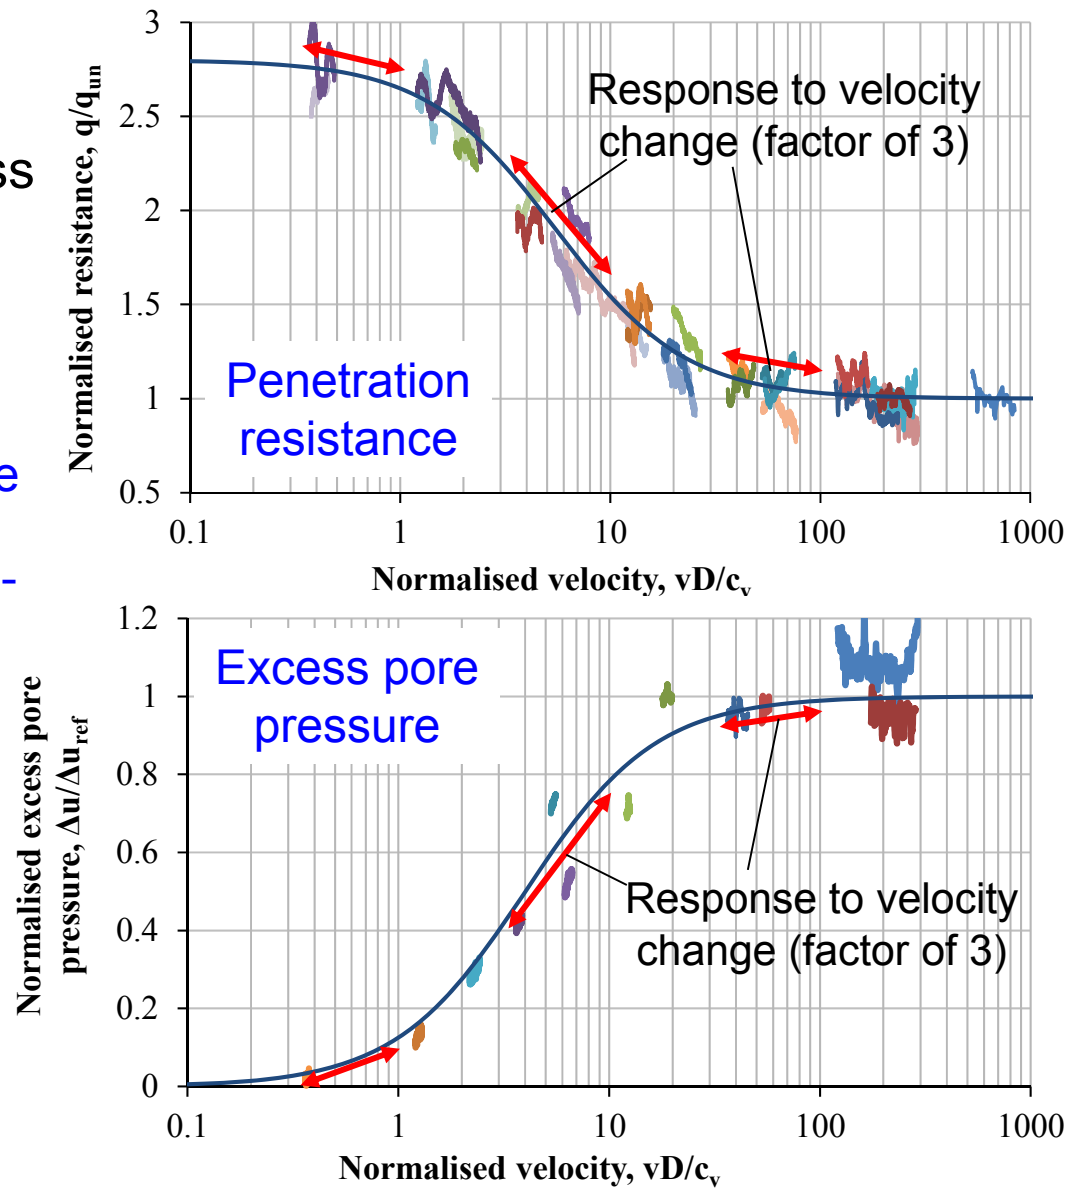 ss
e
-
3
2.5
2
1.5
1
0.5
0.1
1
10
100
1000
Normalised resistance, q/qun
Response to velocity
change (factor of 3)
Penetration
resistance
Normalised velocity, vD/cv
1.2
1
0.8
0.6
0.4
0.2
0
0.1
1
10
100
1000
Normalised excess pore
pressure, Δu/Δuref
Excess pore
pressure
Response to velocity
change (factor of 3)
Normalised velocity, vD/cv